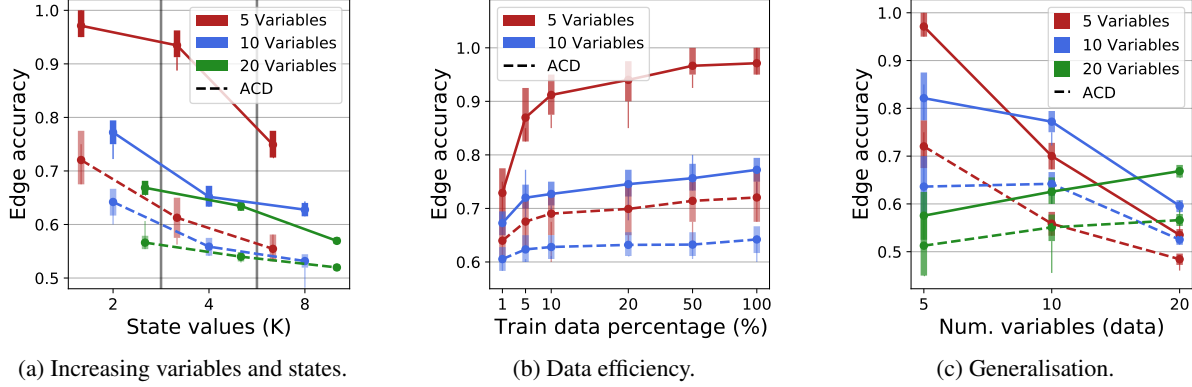 5 Variables
10 Variables
20 Variables
ACD
Edge accuracy
1.0
0.9
0.8
0.7
0.6
0.5
2
4
8
State values (K)
(a) Increasing variables and states.
5 Variables
10 Variables
ACD
Edge accuracy
1.0
0.9
0.8
0.7
0.6
1
5
10
20
50
100
Train data percentage (%)
(b) Data efficiency.
5 Variables
10 Variables
20 Variables
ACD
Edge accuracy
1.0
0.9
0.8
0.7
0.6
0.5
5
10
20
Num. variables (data)
(c) Generalisation.